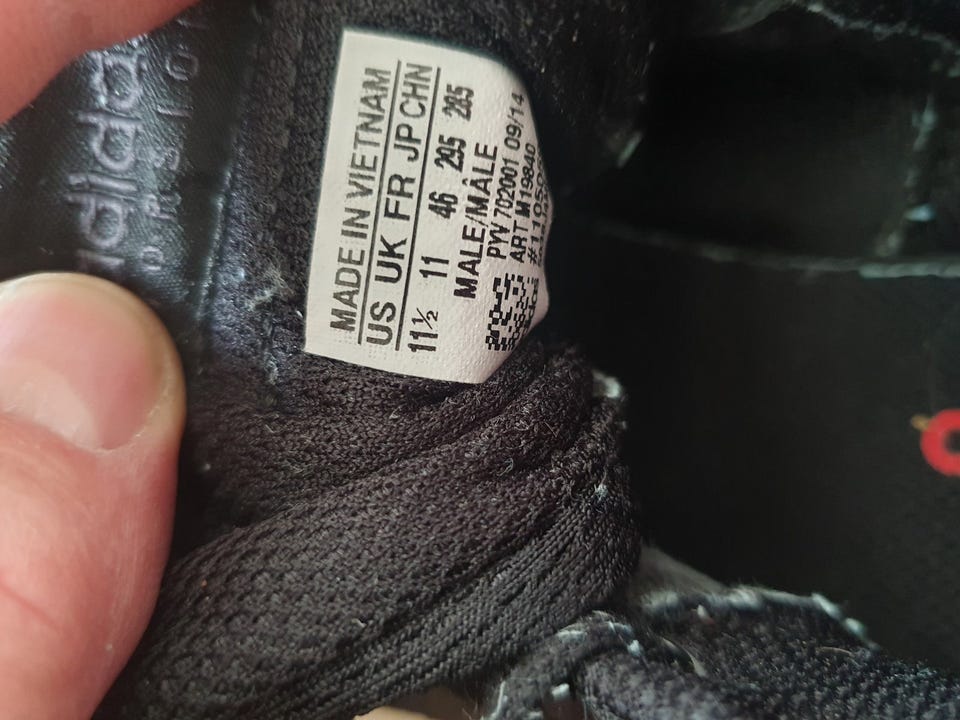 adidas
MADE IN VIETNAM
US UK FR JP CHN
11½ 11 46 295 285
MALE/MÂLE
PYV 702001 09/14
ART M19840